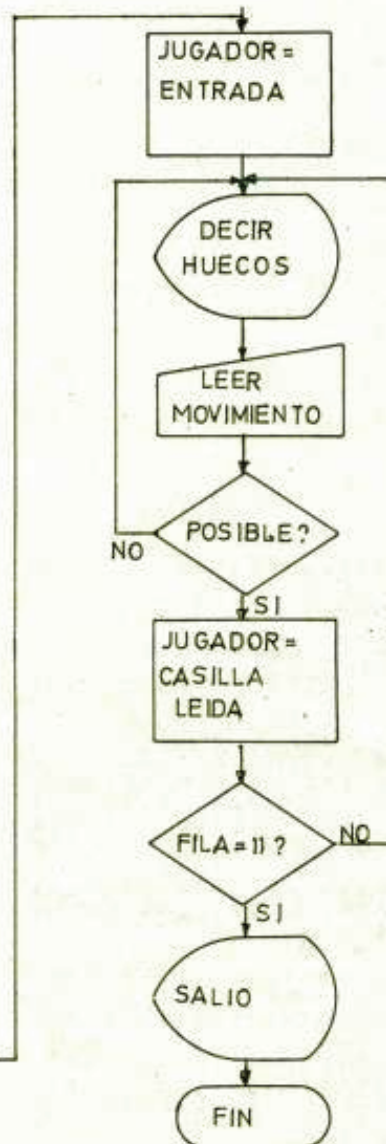 JUGADOR =
ENTRADA
DECIR
HUECOS
LEER
MOVIMIENTO
POSIBLE?
NO
SI
JUGADOR =
CASILLA
LEIDA
FILA = 11 ?
NO
SI
SALIO
FIN